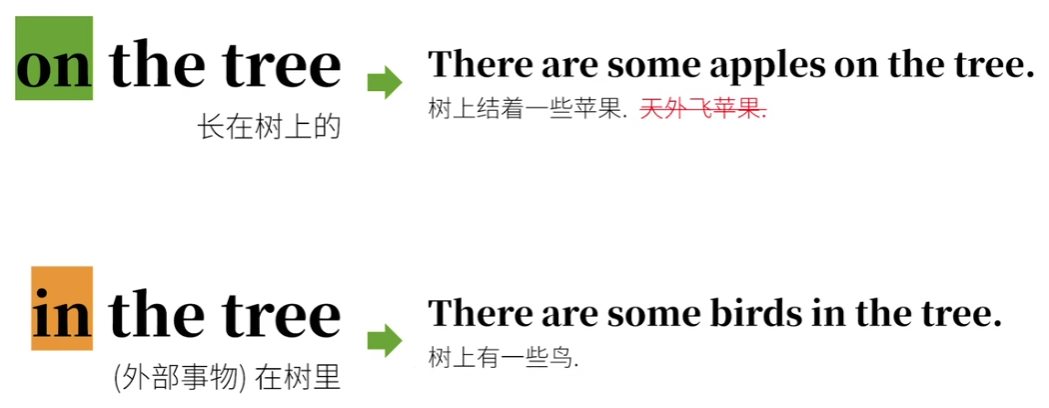 on the tree
长在树上的
There are some apples on the tree.
树上结着一些苹果. 天外飞苹果.
in the tree
(外部事物) 在树里
There are some birds in the tree.
树上有一些鸟.